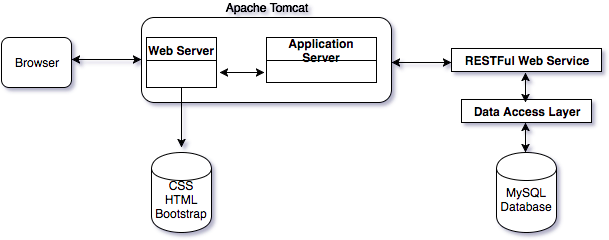 Apache Tomcat
Browser
Web Server
Application
Server
RESTFul Web Service
Data Access Layer
CSS
HTML
Bootstrap
MySQL
Database